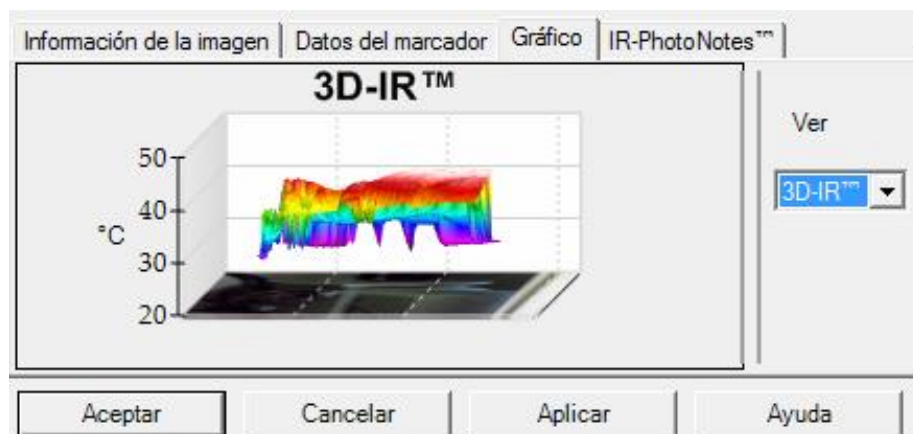 Información de la imagen Datos del marcador Gráfico IR-PhotoNotes™
3D-IR™
Ver
3D-IR™
50
40
°C
30
20
Aceptar Cancelar Aplicar Ayuda